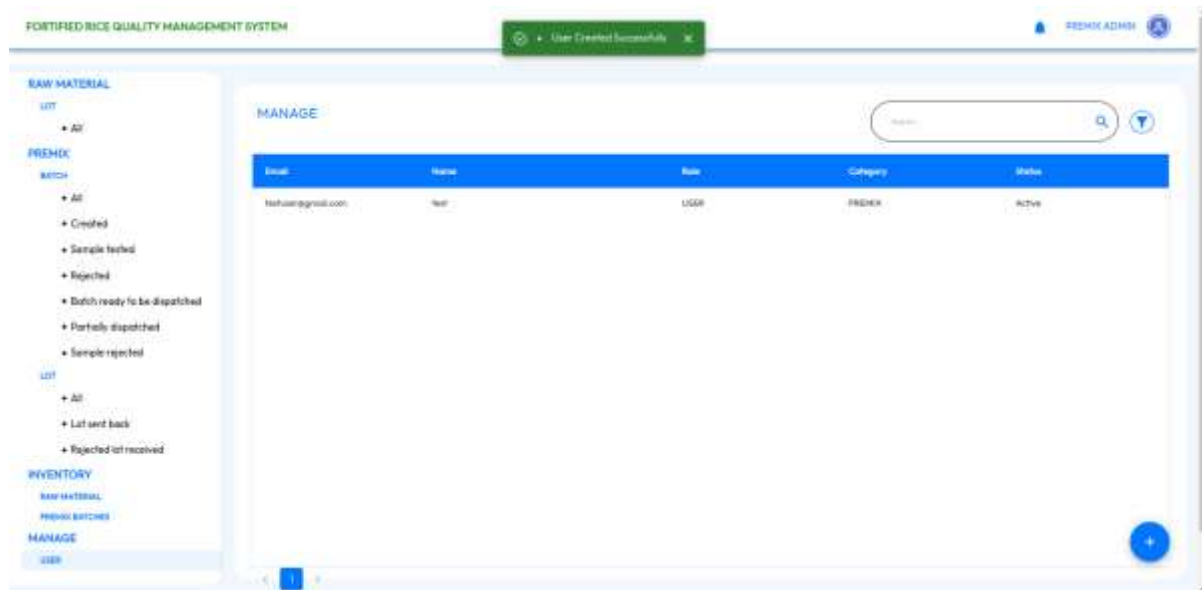 FORTIFIED RICE QUALITY MANAGEMENT SYSTEM
• User Created Successfully ×
PREMIX ADMIN
RAW MATERIAL
LOT
• All
PREMIX
BATCH
• All
• Created
• Sample tested
• Rejected
• Batch ready to be dispatched
• Partially dispatched
• Sample rejected
LOT
• All
• Lot sent back
• Rejected lot received
INVENTORY
RAW MATERIAL
PREMIX BATCHES
MANAGE
USER
MANAGE
Search
Email Name Role Category Status
testuser@gmail.com test USER PREMIX Active
+
< 1 >